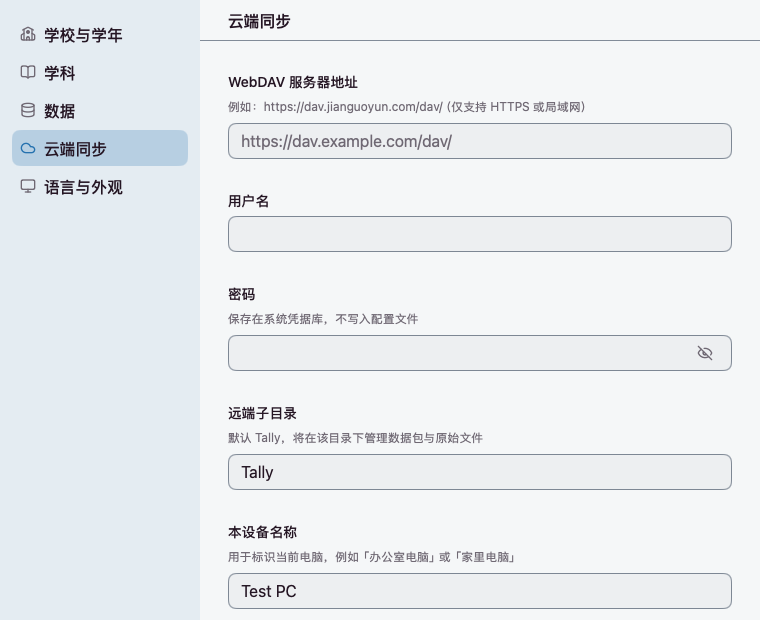 学校与学年
学科
数据
云端同步
语言与外观
云端同步
WebDAV 服务器地址
例如：https://dav.jianguoyun.com/dav/ (仅支持 HTTPS 或局域网)
https://dav.example.com/dav/
用户名
密码
保存在系统凭据库，不写入配置文件
远端子目录
默认 Tally，将在该目录下管理数据包与原始文件
Tally
本设备名称
用于标识当前电脑，例如「办公室电脑」或「家里电脑」
Test PC